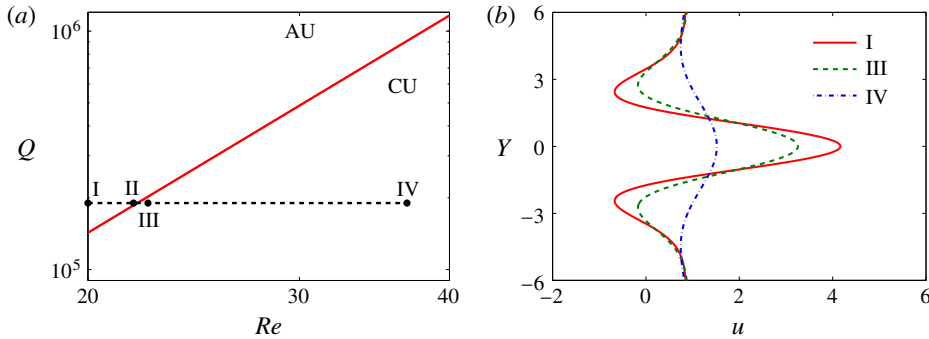 (a)
10^6
AU
CU
Q
I
II
III
IV
10^5
20
30
40
Re
(b)
6
3
Y
0
−3
−6
I
III
IV
−2
0
2
4
6
u